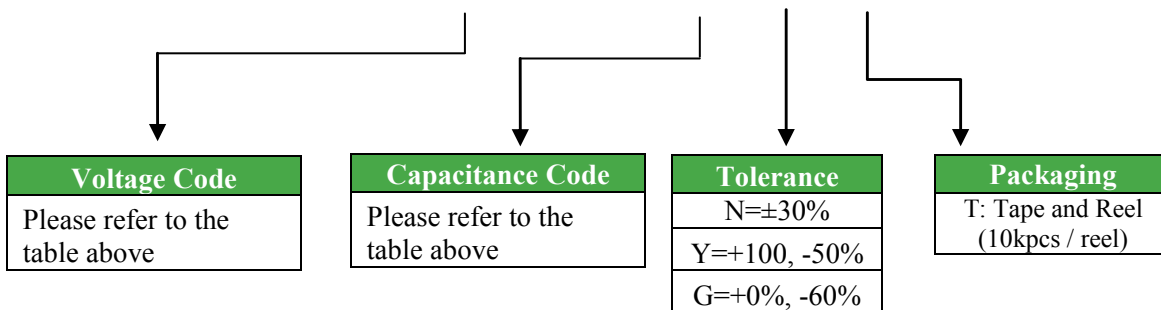 Voltage Code
Please refer to the
table above
Capacitance Code
Please refer to the
table above
Tolerance
N=±30%
Y=+100, -50%
G=+0%, -60%
Packaging
T: Tape and Reel
(10kpcs / reel)